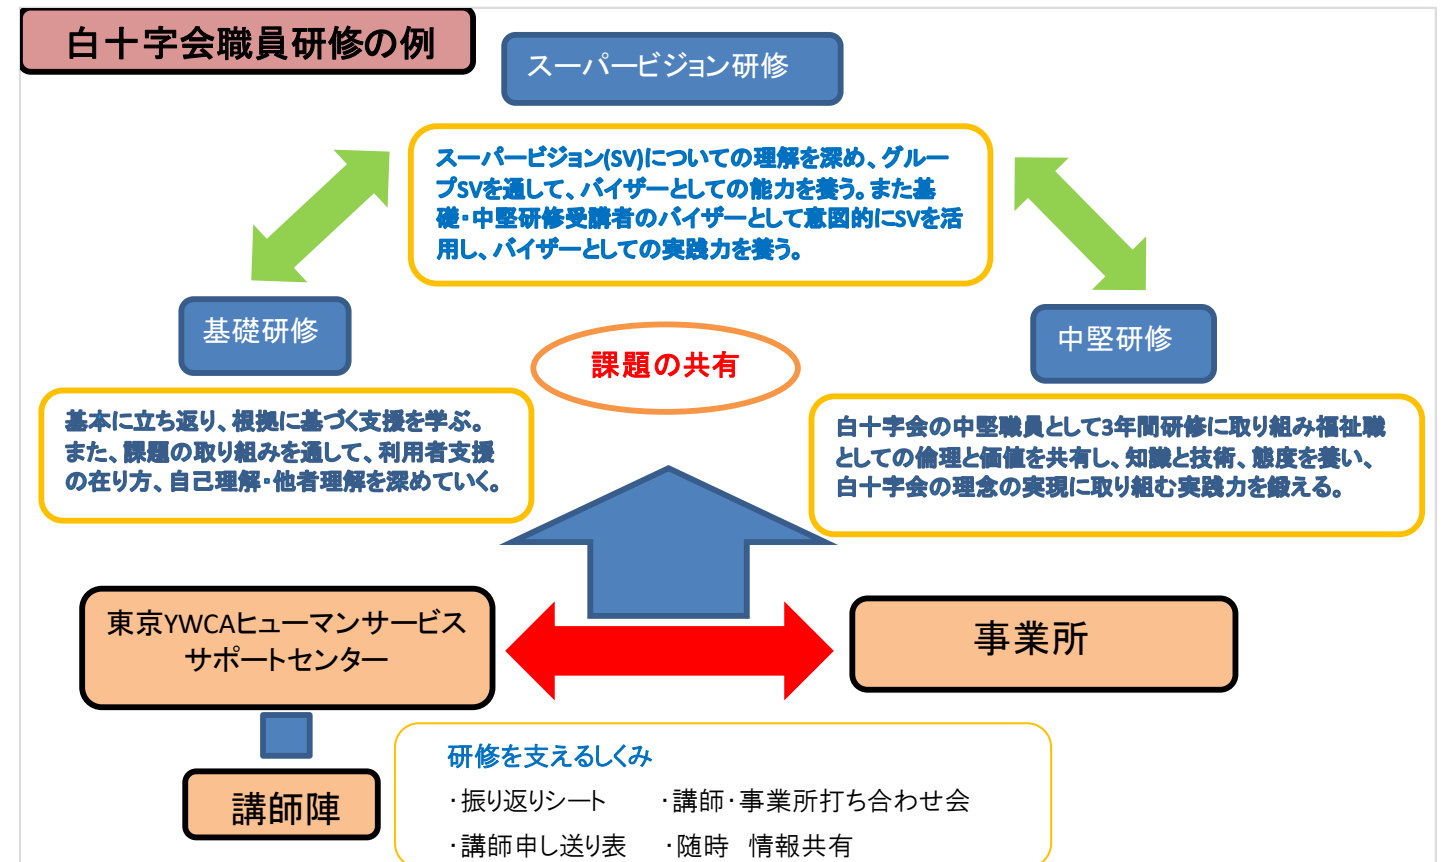 白十字会職員研修の例
スーパービジョン研修
スーパービジョン(SV)についての理解を深め、グルー
プSVを通して、バイザーとしての能力を養う。また基
礎・中堅研修受講者のバイザーとして意図的にSVを活
用し、バイザーとしての実践力を養う。
基礎研修
中堅研修
課題の共有
基本に立ち返り、根拠に基づく支援を学ぶ。
また、課題の取り組みを通して、利用者支援
の在り方、自己理解・他者理解を深めていく。
白十字会の中堅職員として3年間研修に取り組み福祉職
としての倫理と価値を共有し、知識と技術、態度を養い、
白十字会の理念の実現に取り組む実践力を鍛える。
東京YWCAヒューマンサービス
サポートセンター
事業所
講師陣
研修を支えるしくみ
・振り返りシート ・講師・事業所打ち合わせ会
・講師申し送り表 ・随時 情報共有